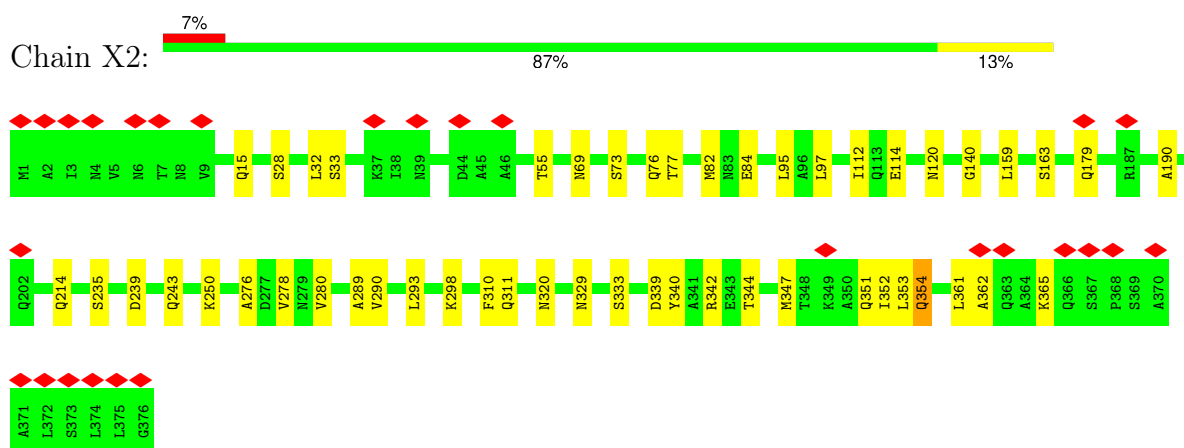 7%
Chain X2:
87% 13%
M1 A2 I3 N4 V5 N6 T7 N8 V9 Q15 S28 L32 S33 K37 I38 N39 D44 A45 A46 T55 N69 S73 Q76 T77 M82 N83 E84 L95 A96 L97 I112 Q113 E114 N120 G140 L159 S163 Q179 R187 A190
Q202 Q214 S235 D239 Q243 K250 A276 D277 V278 N279 V280 A289 V290 L293 K298 F310 Q311 N320 N329 S333 D339 Y340 A341 R342 E343 T344 M347 T348 K349 A350 Q351 I352 L353 Q354 L361 A362 Q363 A364 K365 Q366 S367 P368 S369 A370
A371 L372 S373 L374 L375 G376